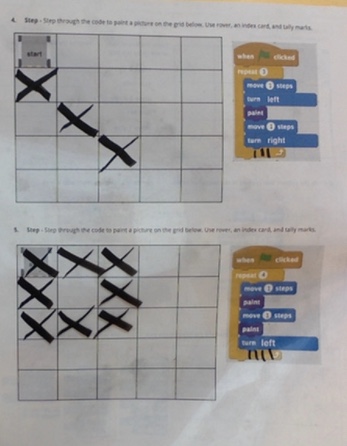 4. Step - Step through the code to paint a picture on the grid below. Use rover, an index card, and tally marks.
start
when clicked
repeat 3
move 1 steps
turn left
paint
move 1 steps
turn right
5. Step - Step through the code to paint a picture on the grid below. Use rover, an index card, and tally marks.
when clicked
repeat 4
move 1 steps
paint
move 1 steps
paint
turn left